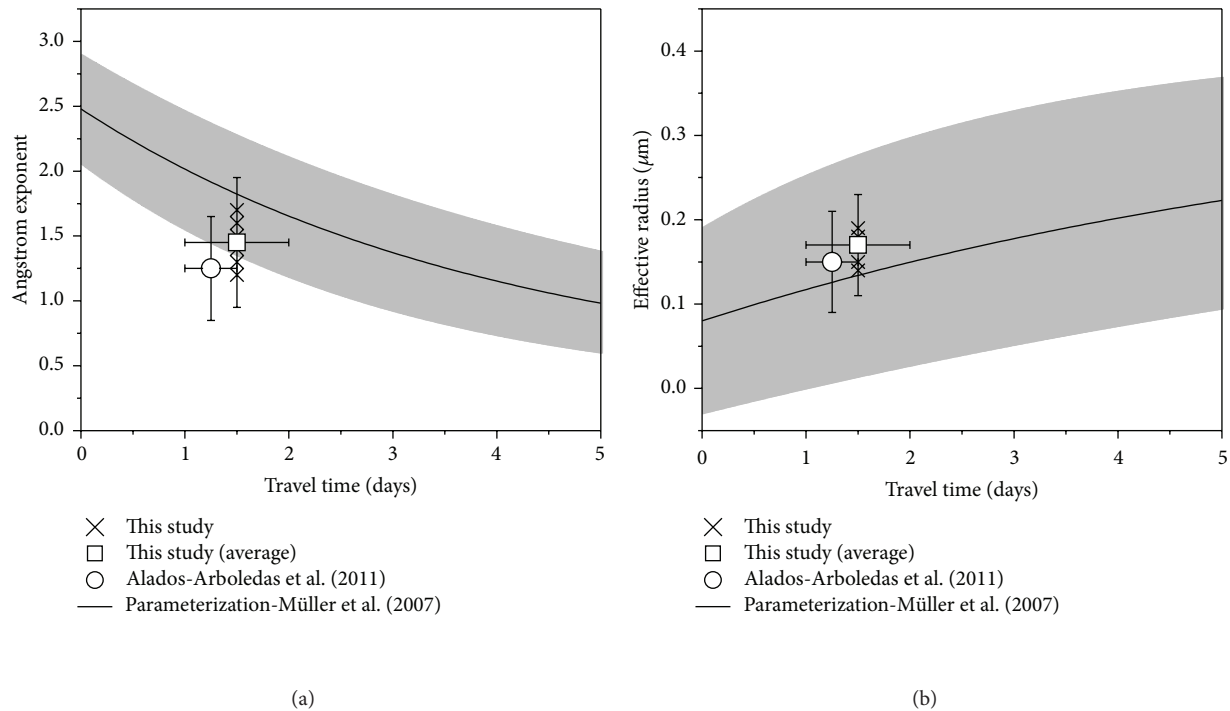 3.0
2.5
2.0
1.5
1.0
0.5
0.0
Angstrom exponent
0 1 2 3 4 5
Travel time (days)
This study
This study (average)
Alados-Arboledas et al. (2011)
Parameterization-Müller et al. (2007)
(a)
0.4
0.3
0.2
0.1
0.0
Effective radius (μm)
0 1 2 3 4 5
Travel time (days)
This study
This study (average)
Alados-Arboledas et al. (2011)
Parameterization-Müller et al. (2007)
(b)